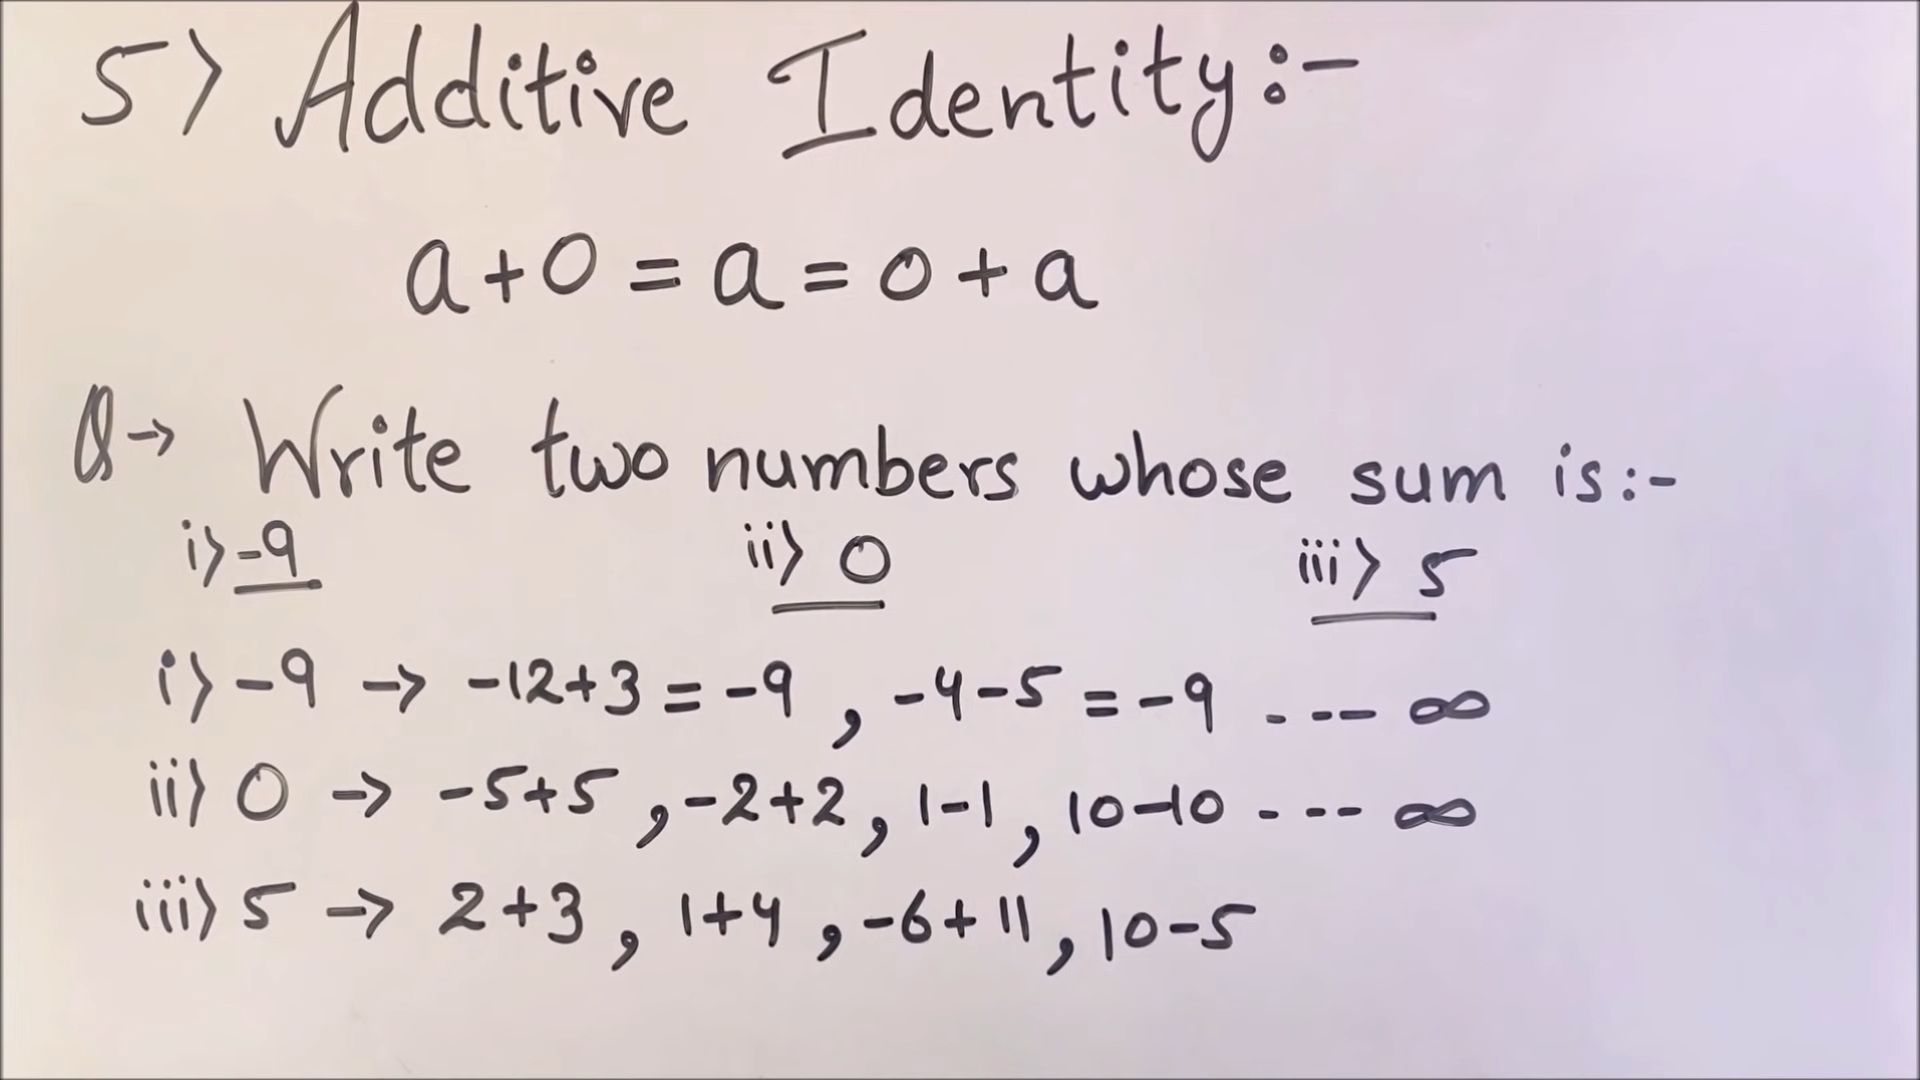 5> Additive Identity:-
a+0 = a = 0+a
Q→ Write two numbers whose sum is:-
i> -9 ii> 0 iii> 5
i> -9 → -12+3 = -9 , -4-5 = -9 - --- ∞
ii> 0 → -5+5 , -2+2 , 1-1 , 10-10 - --- ∞
iii> 5 → 2+3 , 1+4 , -6+11 , 10-5